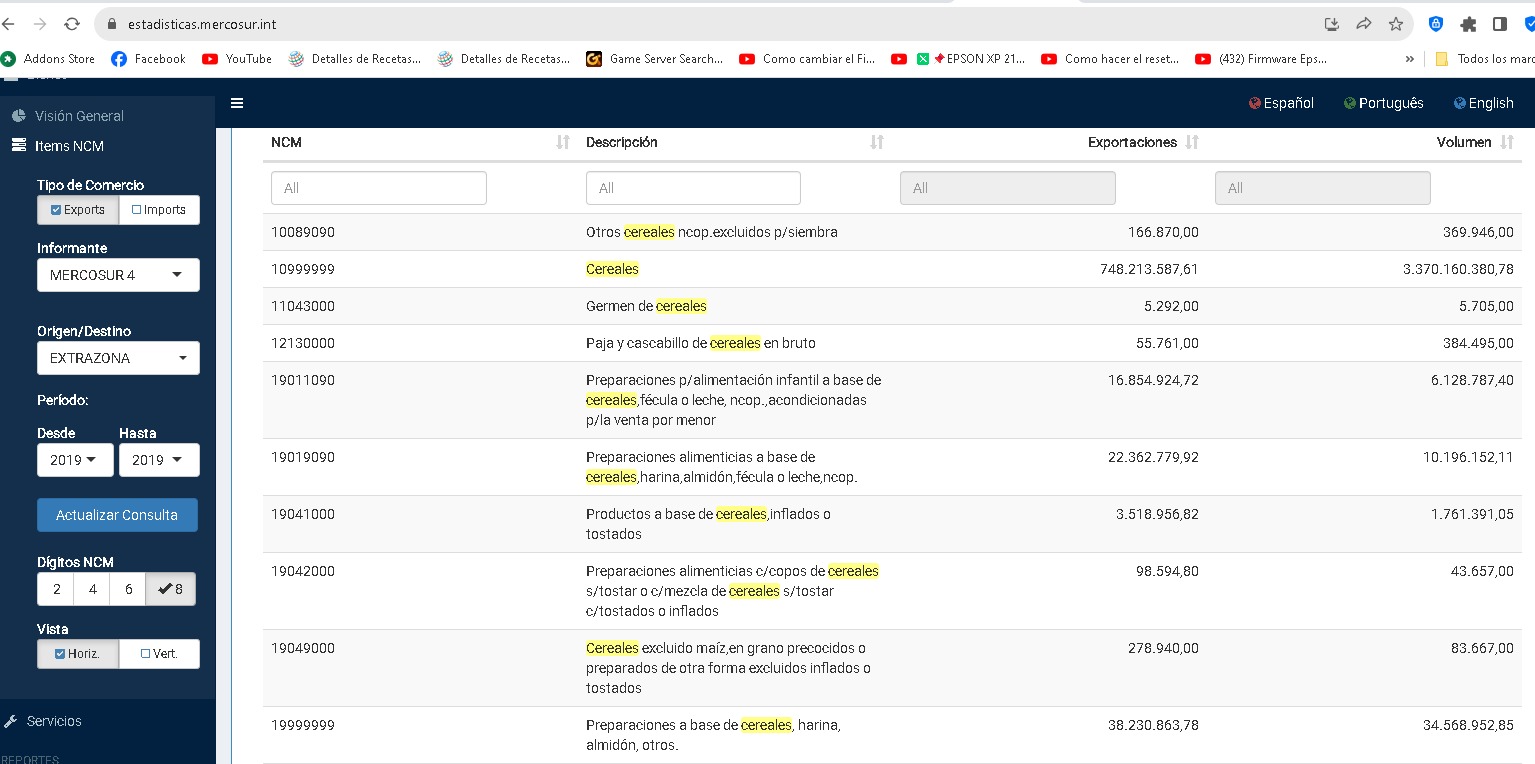 estadisticas.mercosur.int
Addons Store Facebook YouTube Detalles de Recetas... Detalles de Recetas... Game Server Search... Como cambiar el Fi... EPSON XP 21... Como hacer el reset... (432) Firmware Eps... » Todos los marc
Visión General
Items NCM
Tipo de Comercio
Exports Imports
Informante
MERCOSUR 4
Origen/Destino
EXTRAZONA
Período:
Desde Hasta
2019 2019
Actualizar Consulta
Dígitos NCM
2 4 6 8
Vista
Horiz. Vert.
Servicios
REPORTES
Español Português English
NCM Descripción Exportaciones Volumen
All All All All
10089090 Otros cereales ncop.excluidos p/siembra 166.870,00 369.946,00
10999999 Cereales 748.213.587,61 3.370.160.380,78
11043000 Germen de cereales 5.292,00 5.705,00
12130000 Paja y cascabillo de cereales en bruto 55.761,00 384.495,00
19011090 Preparaciones p/alimentación infantil a base de 16.854.924,72 6.128.787,40
cereales,fécula o leche, ncop.,acondicionadas
p/la venta por menor
19019090 Preparaciones alimenticias a base de 22.362.779,92 10.196.152,11
cereales,harina,almidón,fécula o leche,ncop.
19041000 Productos a base de cereales,inflados o 3.518.956,82 1.761.391,05
tostados
19042000 Preparaciones alimenticias c/copos de cereales 98.594,80 43.657,00
s/tostar o c/mezcla de cereales s/tostar
c/tostados o inflados
19049000 Cereales excluido maíz,en grano precocidos o 278.940,00 83.667,00
preparados de otra forma excluidos inflados o
tostados
19999999 Preparaciones a base de cereales, harina, 38.230.863,78 34.568.952,85
almidón, otros.